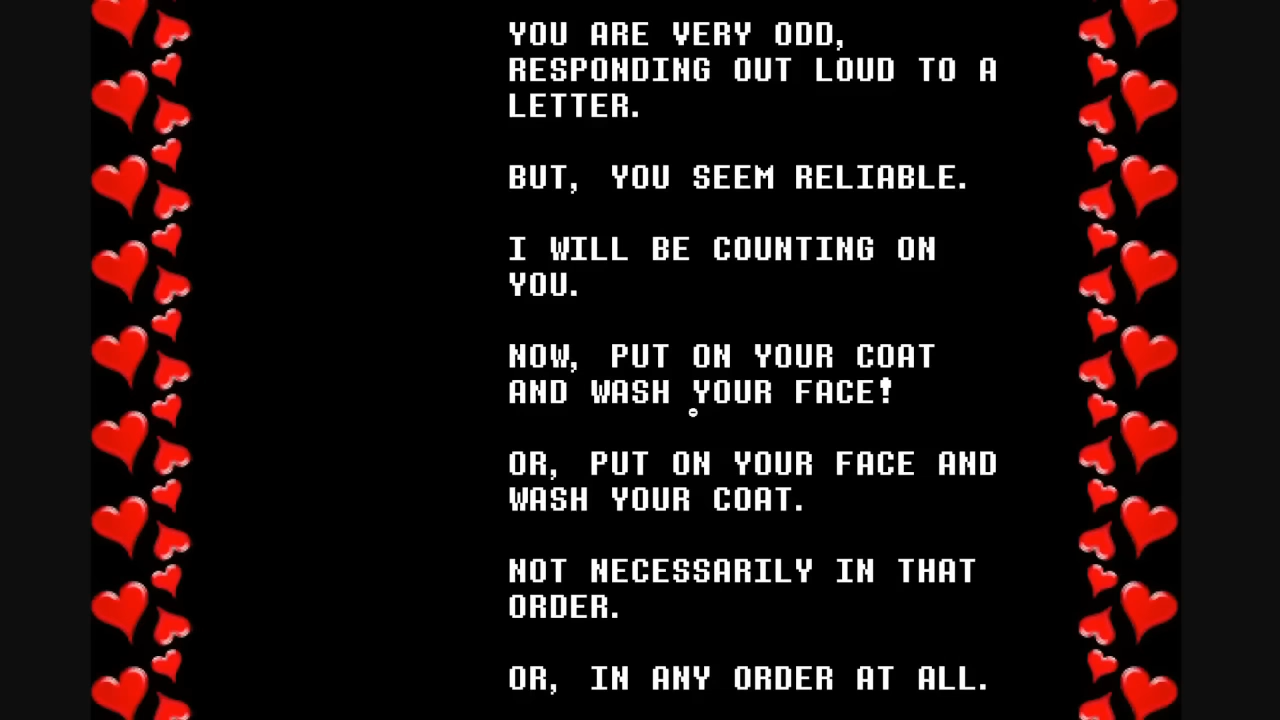 YOU ARE VERY ODD,
RESPONDING OUT LOUD TO A
LETTER.
BUT, YOU SEEM RELIABLE.
I WILL BE COUNTING ON
YOU.
NOW, PUT ON YOUR COAT
AND WASH YOUR FACE!
OR, PUT ON YOUR FACE AND
WASH YOUR COAT.
NOT NECESSARILY IN THAT
ORDER.
OR, IN ANY ORDER AT ALL.